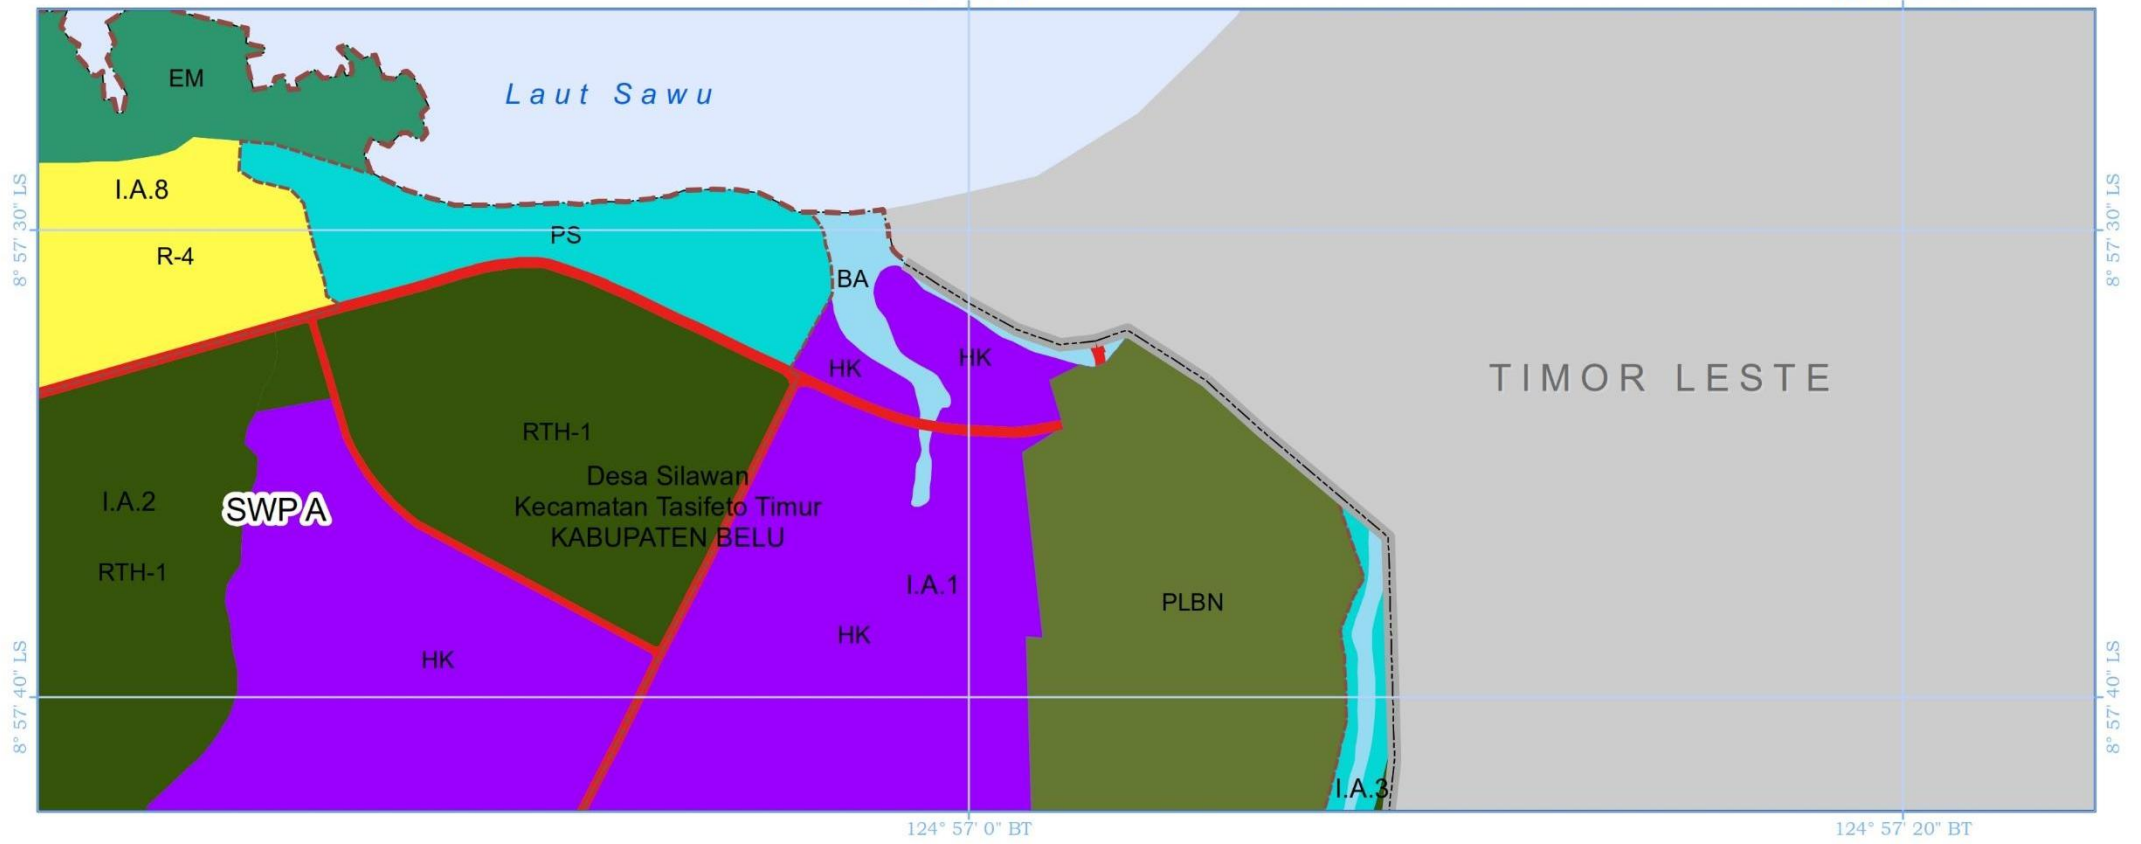 EM
Laut Sawu
I.A.8
8° 57' 30" LS
8° 57' 30" LS
PS
R-4
BA
HK
HK
TIMOR LESTE
RTH-1
Desa Silawan
Kecamatan Tasifeto Timur
KABUPATEN BELU
I.A.2
SWP A
RTH-1
I.A.1
PLBN
HK
HK
8° 57' 40" LS
8° 57' 40" LS
I.A.3
124° 57' 0" BT
124° 57' 20" BT